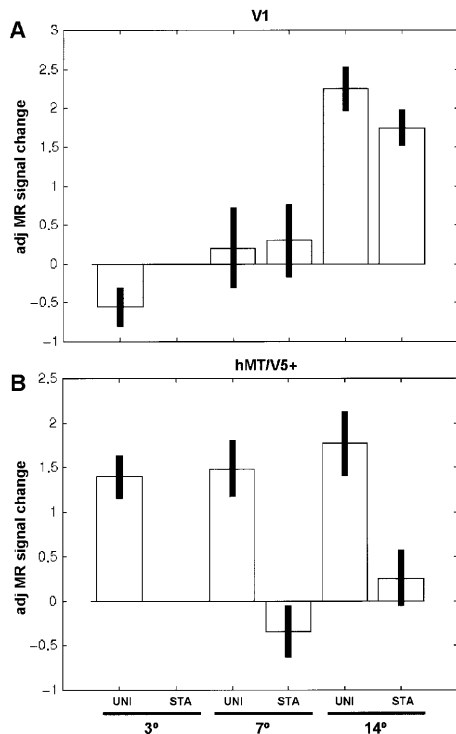 A
V1
adj MR signal change
3
2.5
2
1.5
1
0.5
0
−0.5
−1
B
hMT/V5+
adj MR signal change
2.5
2
1.5
1
0.5
0
−0.5
−1
UNI STA UNI STA UNI STA
3º 7º 14º